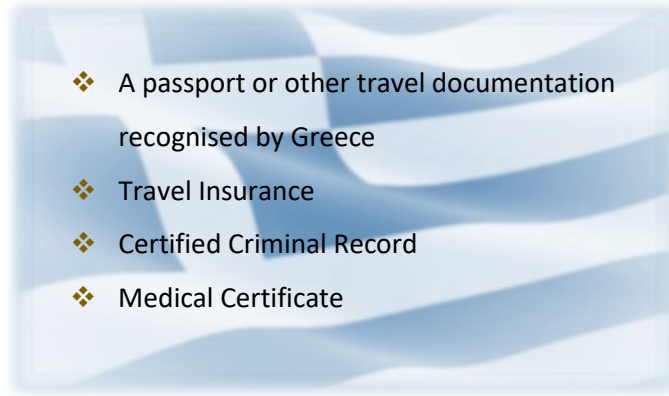 ❖ A passport or other travel documentation
recognised by Greece
❖ Travel Insurance
❖ Certified Criminal Record
❖ Medical Certificate